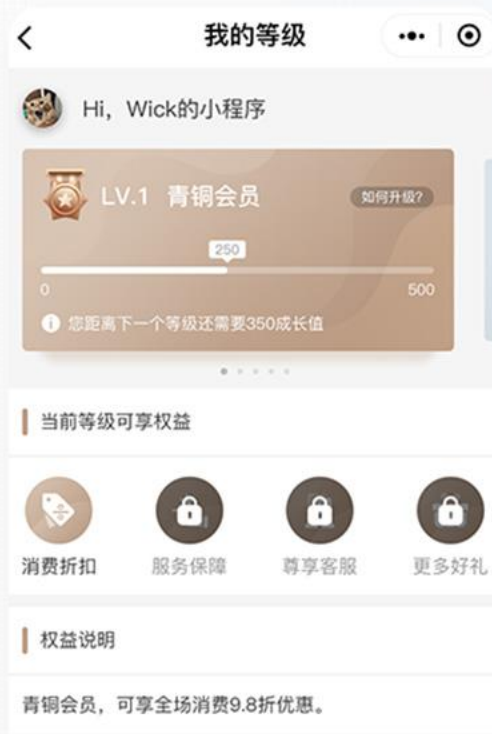 我的等级
Hi，Wick的小程序
LV.1 青铜会员
如何升级?
250
0
500
您距离下一个等级还需要350成长值
当前等级可享权益
消费折扣
服务保障
尊享客服
更多好礼
权益说明
青铜会员，可享全场消费9.8折优惠。